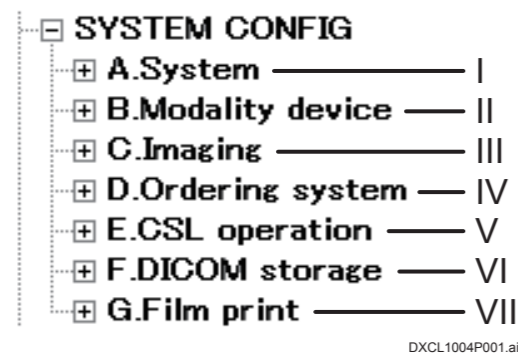 SYSTEM CONFIG
A.System I
B.Modality device II
C.Imaging III
D.Ordering system IV
E.CSL operation V
F.DICOM storage VI
G.Film print VII
DXCL1004P001.ai